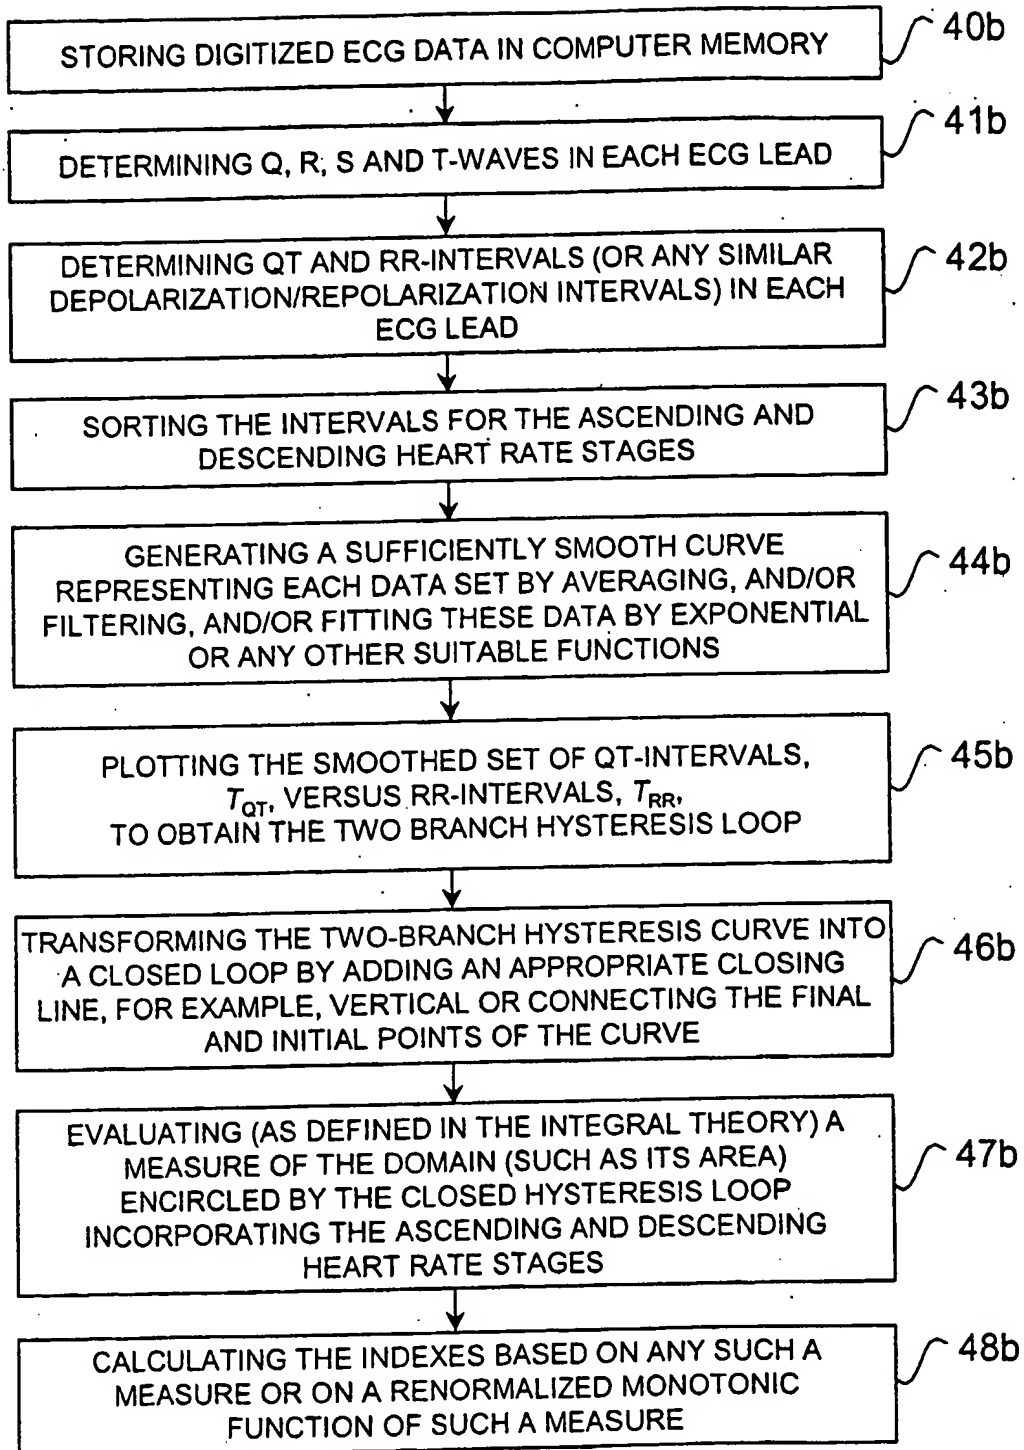 STORING DIGITIZED ECG DATA IN COMPUTER MEMORY
40b
DETERMINING Q, R, S AND T-WAVES IN EACH ECG LEAD
41b
DETERMINING QT AND RR-INTERVALS (OR ANY SIMILAR
DEPOLARIZATION/REPOLARIZATION INTERVALS) IN EACH
ECG LEAD
42b
SORTING THE INTERVALS FOR THE ASCENDING AND
DESCENDING HEART RATE STAGES
43b
GENERATING A SUFFICIENTLY SMOOTH CURVE
REPRESENTING EACH DATA SET BY AVERAGING, AND/OR
FILTERING, AND/OR FITTING THESE DATA BY EXPONENTIAL
OR ANY OTHER SUITABLE FUNCTIONS
44b
PLOTTING THE SMOOTHED SET OF QT-INTERVALS,
T_QT, VERSUS RR-INTERVALS, T_RR,
TO OBTAIN THE TWO BRANCH HYSTERESIS LOOP
45b
TRANSFORMING THE TWO-BRANCH HYSTERESIS CURVE INTO
A CLOSED LOOP BY ADDING AN APPROPRIATE CLOSING
LINE, FOR EXAMPLE, VERTICAL OR CONNECTING THE FINAL
AND INITIAL POINTS OF THE CURVE
46b
EVALUATING (AS DEFINED IN THE INTEGRAL THEORY) A
MEASURE OF THE DOMAIN (SUCH AS ITS AREA)
ENCIRCLED BY THE CLOSED HYSTERESIS LOOP
INCORPORATING THE ASCENDING AND DESCENDING
HEART RATE STAGES
47b
CALCULATING THE INDEXES BASED ON ANY SUCH A
MEASURE OR ON A RENORMALIZED MONOTONIC
FUNCTION OF SUCH A MEASURE
48b